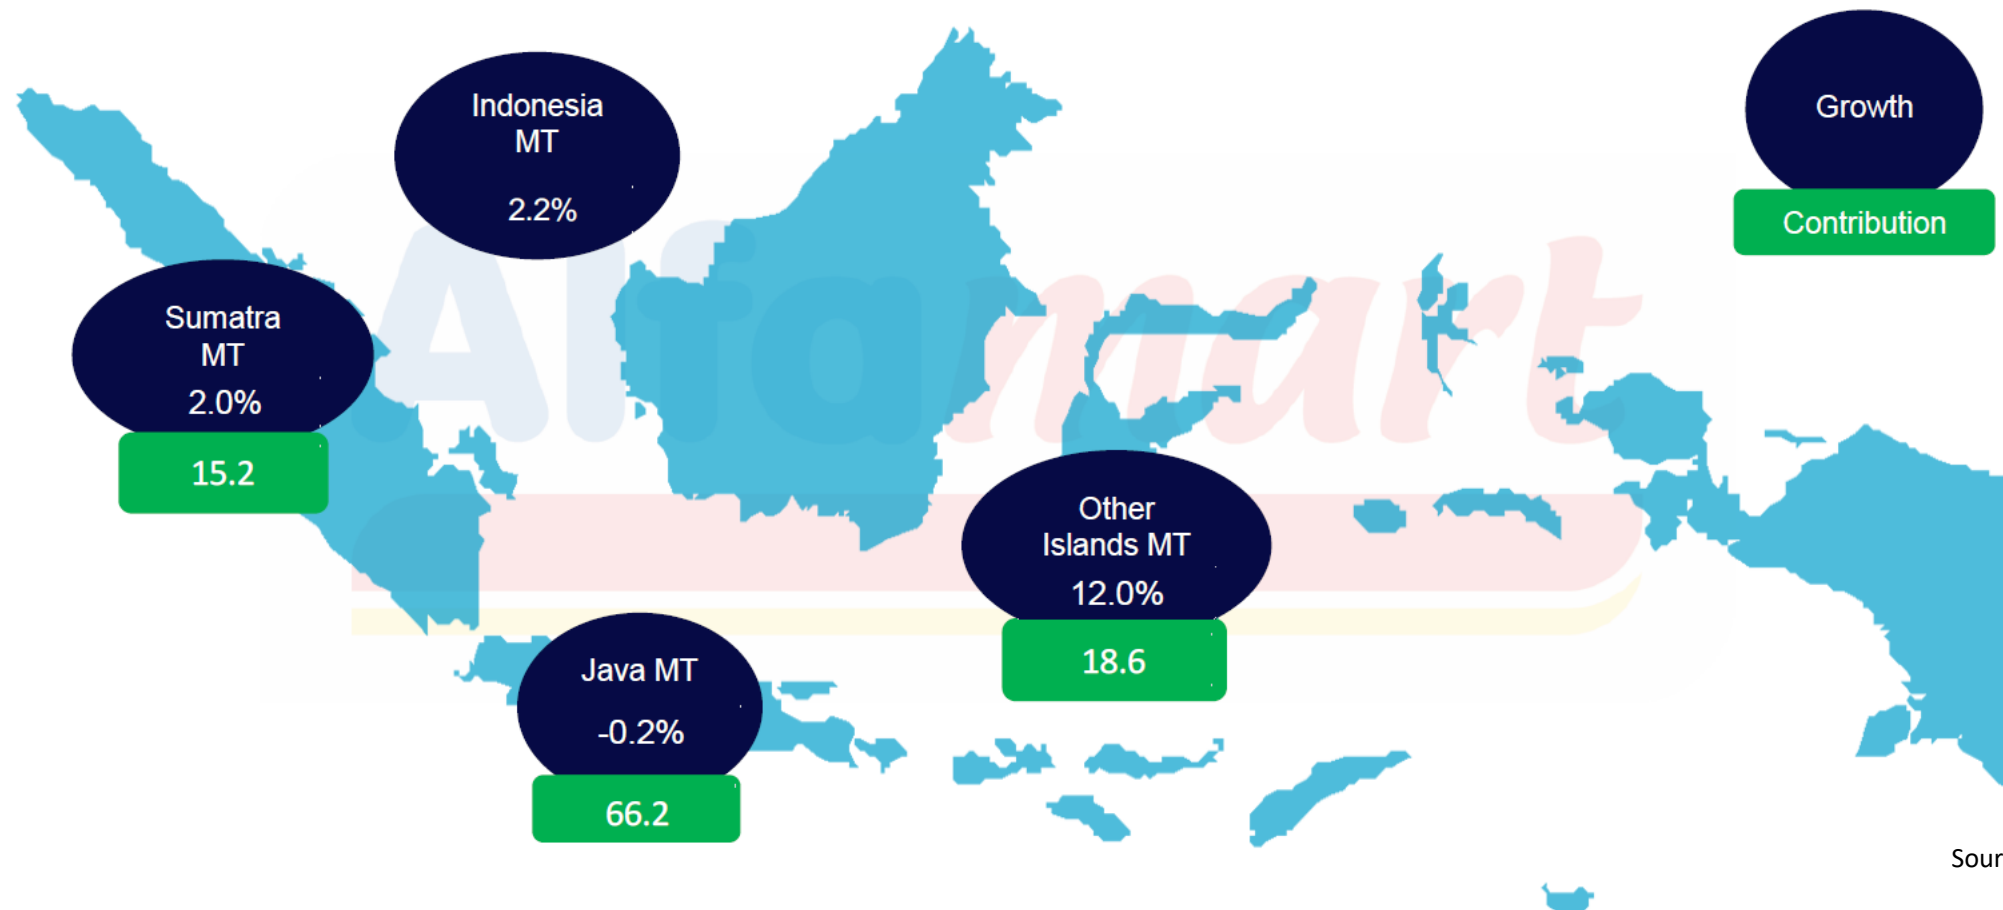 Indonesia
MT
2.2%
Growth
Contribution
Sumatra
MT
2.0%
15.2
Alfamart
Other
Islands MT
12.0%
18.6
Java MT
-0.2%
66.2
Sour